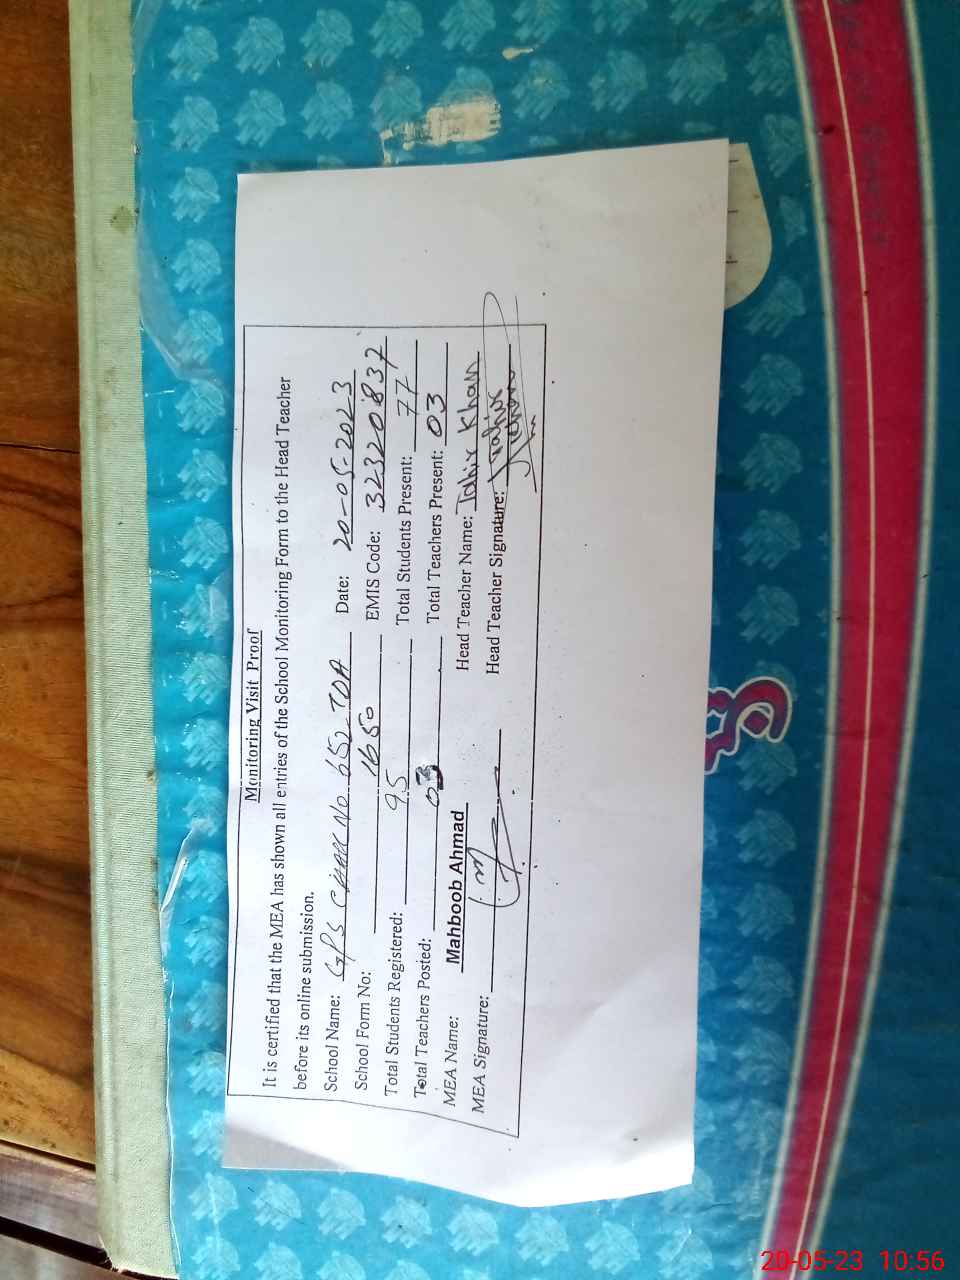 Monitoring Visit Proof
It is certified that the MEA has shown all entries of the School Monitoring Form to the Head Teacher
before its online submission.
School Name: GPS CHAK No 652 TDA Date: 20-05-2023
School Form No: 1650 EMIS Code: 32320837
Total Students Registered: 95 Total Students Present: 77
Total Teachers Posted: 03 Total Teachers Present: 03
MEA Name: Mahboob Ahmad Head Teacher Name: Tahir Khan
MEA Signature: Head Teacher Signature: Tahir Khan
20-05-23 10:56